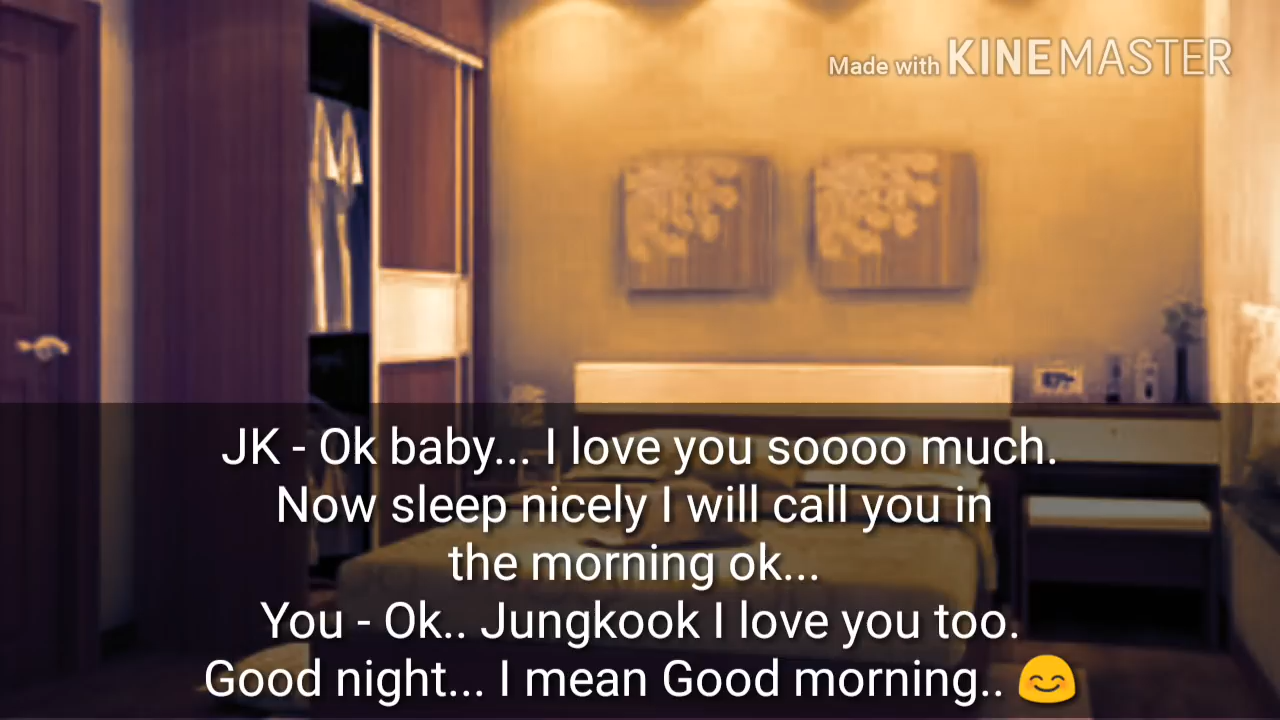 Made with KINEMASTER
JK - Ok baby... I love you soooo much.
Now sleep nicely I will call you in
the morning ok...
You - Ok.. Jungkook I love you too.
Good night... I mean Good morning.. 😊